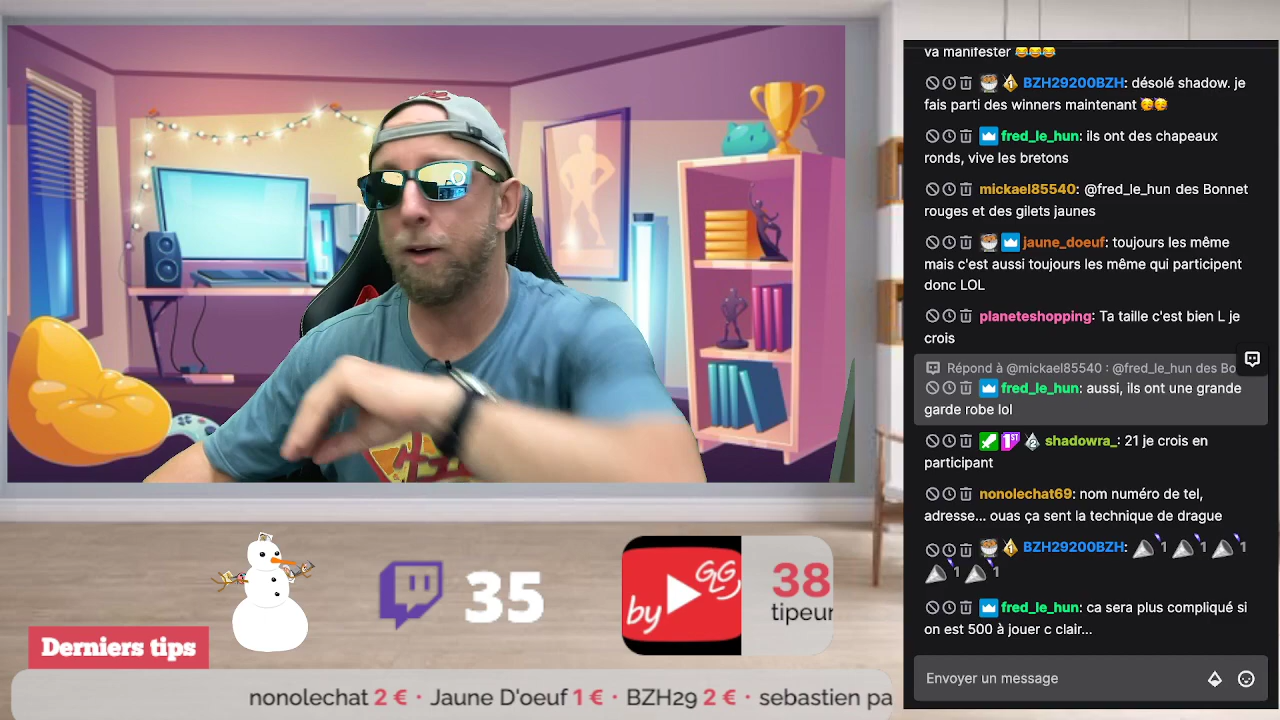 va manifester 😂😂😂
BZH29200BZH: désolé shadow. je
fais parti des winners maintenant 🥳🥳
fred_le_hun: ils ont des chapeaux
ronds, vive les bretons
mickael85540: @fred_le_hun des Bonnet
rouges et des gilets jaunes
jaune_doeuf: toujours les même
mais c'est aussi toujours les même qui participent
donc LOL
planeteshopping: Ta taille c'est bien L je
crois
Répond à @mickael85540 : @fred_le_hun des Bo
fred_le_hun: aussi, ils ont une grande
garde robe lol
1ST 2 shadowra_: 21 je crois en
participant
nonolechat69: nom numéro de tel,
adresse... ouas ça sent la technique de drague
BZH29200BZH: 1 1 1
1 1
fred_le_hun: ca sera plus compliqué si
on est 500 à jouer c clair...
Envoyer un message
35
by GGLJ
38
tipeur
Derniers tips
nonolechat 2 € · Jaune D'oeuf 1 € · BZH29 2 € · sebastien pa